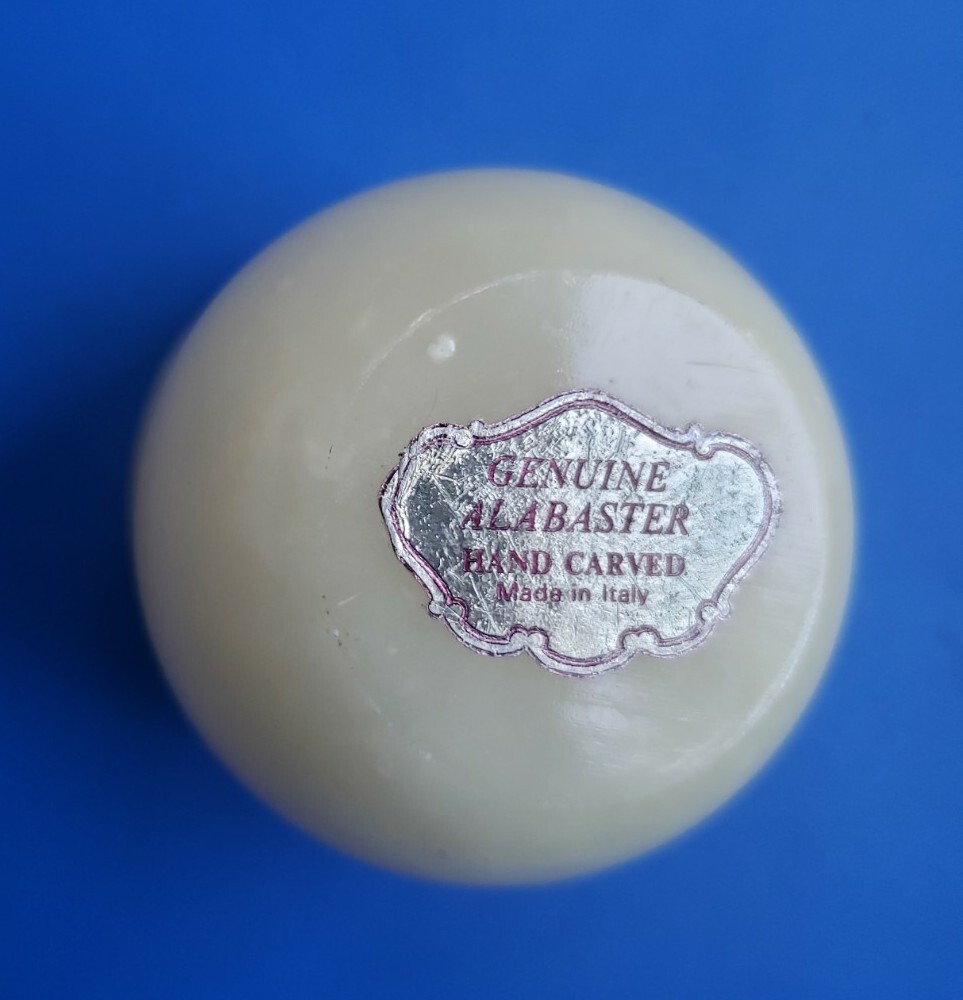 GENUINE
ALABASTER
HAND CARVED
Made in Italy